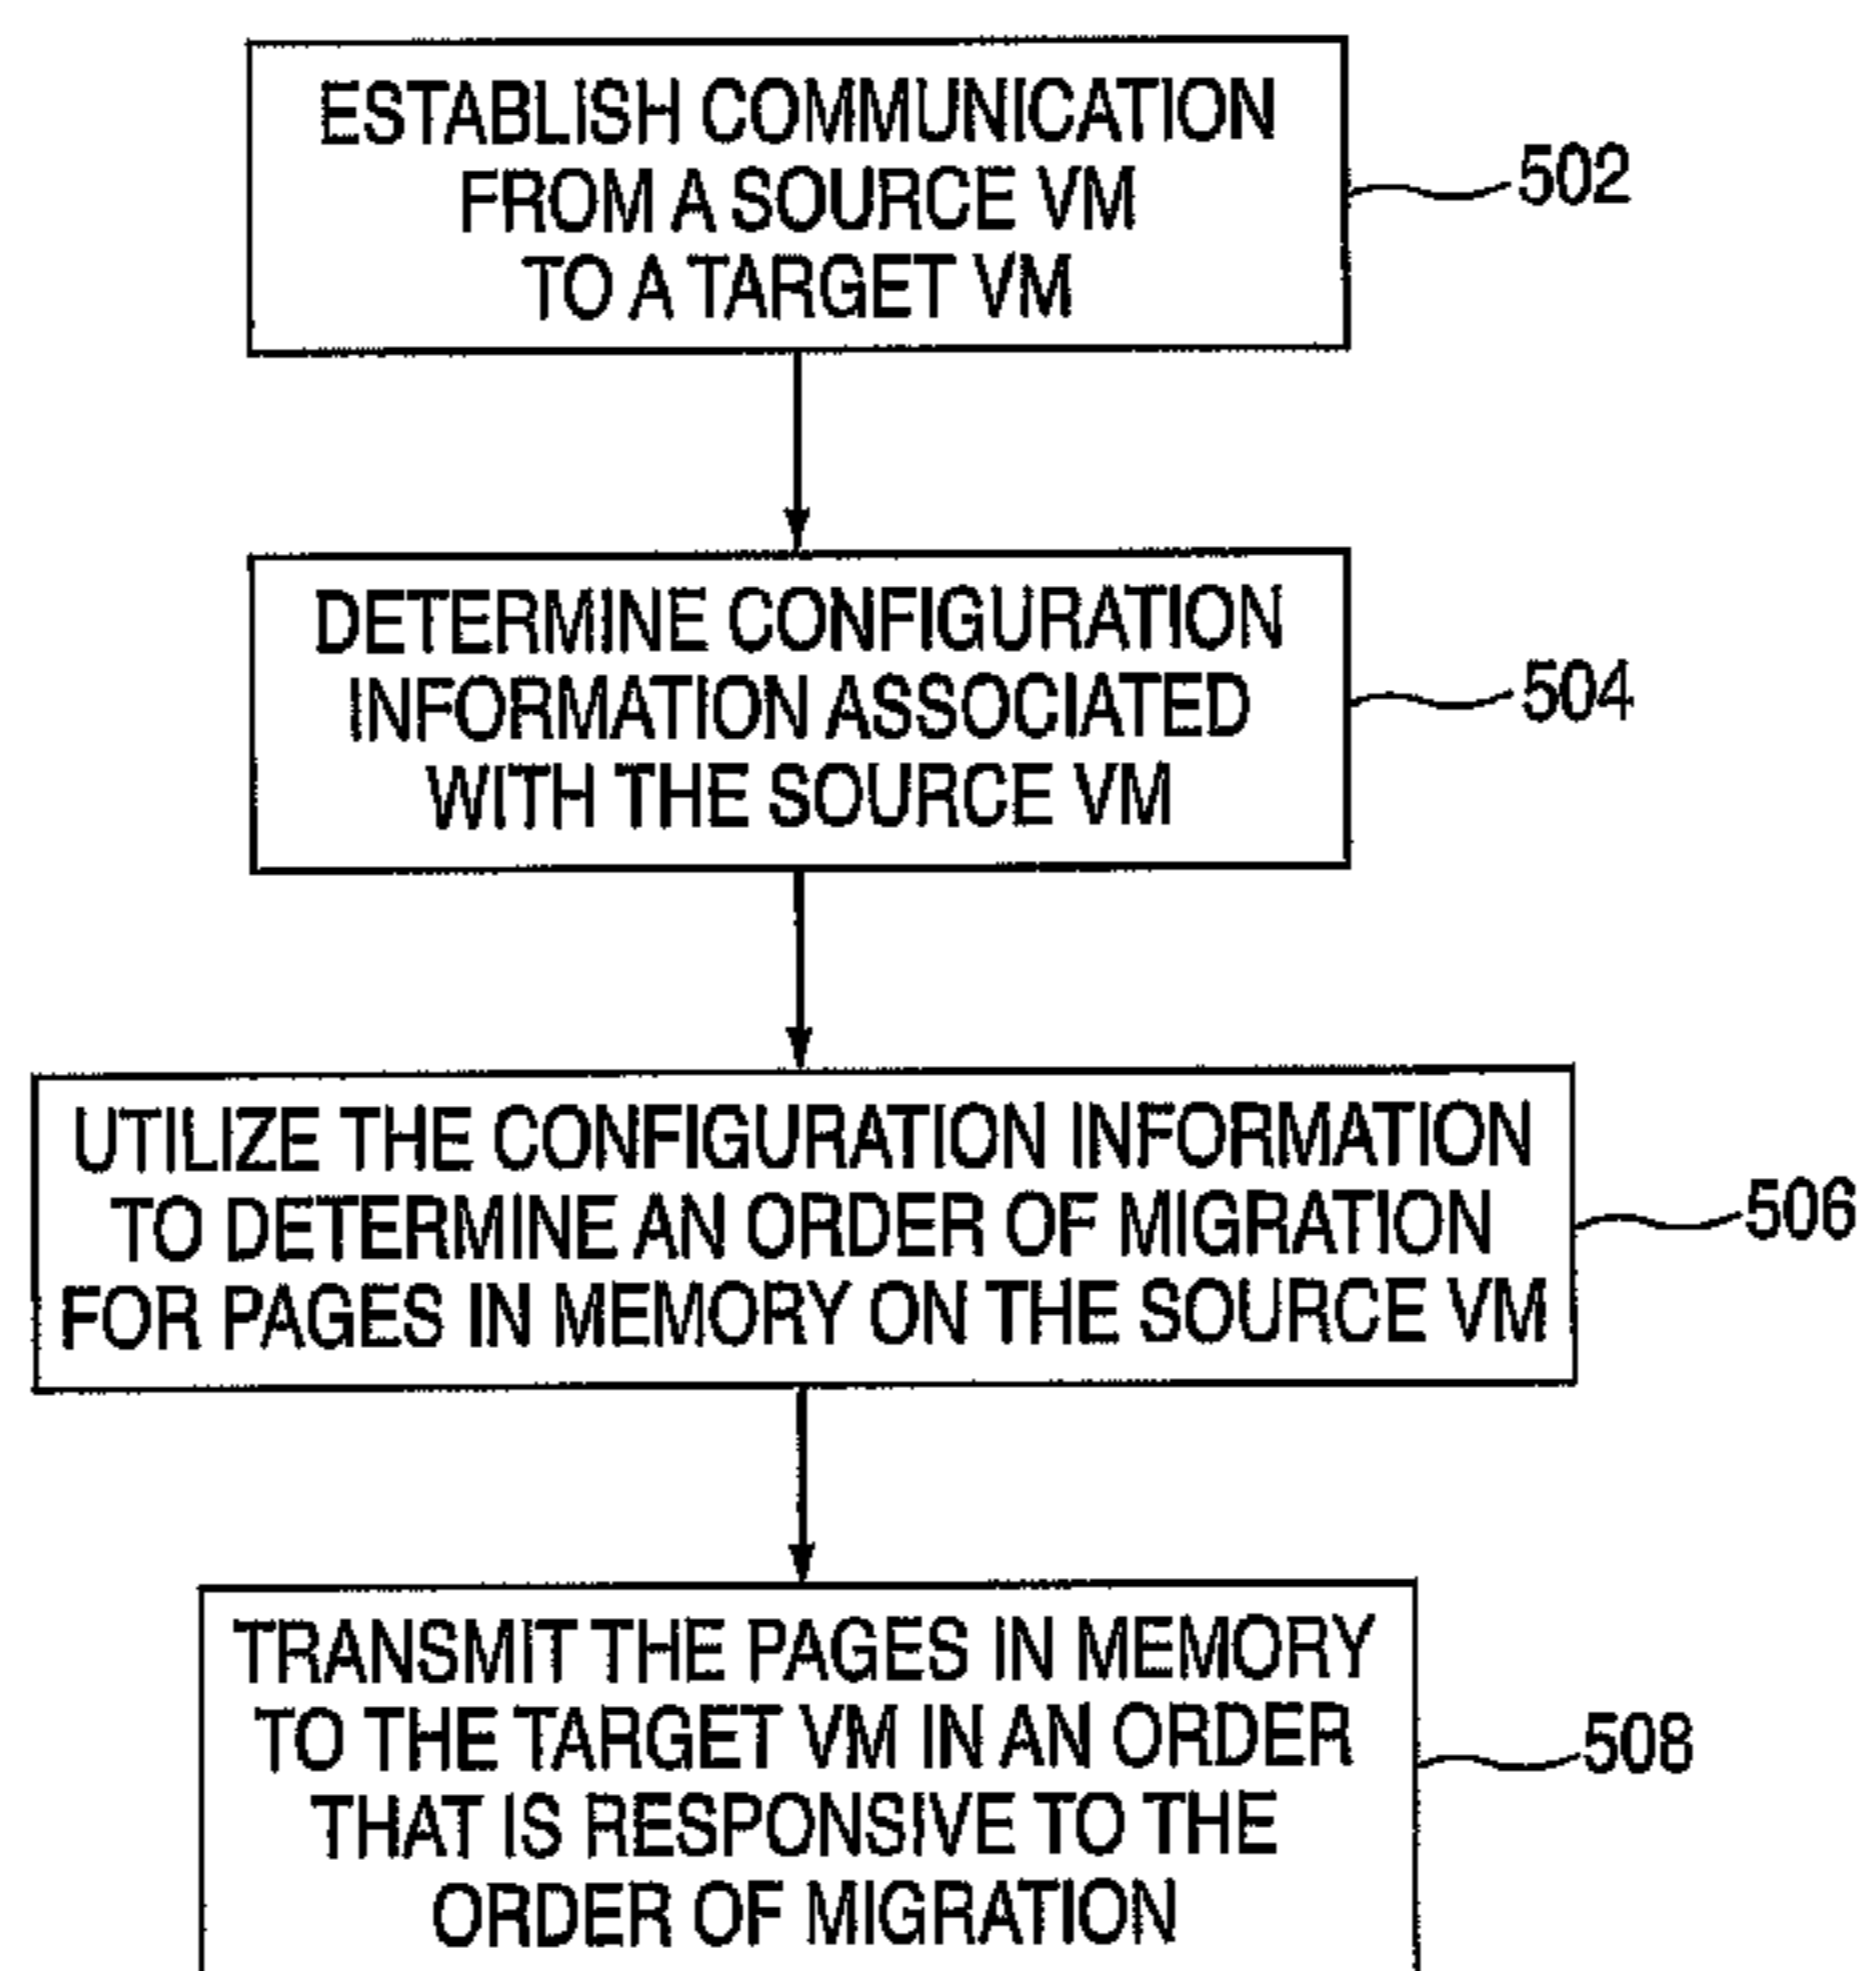 ESTABLISH COMMUNICATION
FROM A SOURCE VM
TO A TARGET VM
502
DETERMINE CONFIGURATION
INFORMATION ASSOCIATED
WITH THE SOURCE VM
504
UTILIZE THE CONFIGURATION INFORMATION
TO DETERMINE AN ORDER OF MIGRATION
FOR PAGES IN MEMORY ON THE SOURCE VM
506
TRANSMIT THE PAGES IN MEMORY
TO THE TARGET VM IN AN ORDER
THAT IS RESPONSIVE TO THE
ORDER OF MIGRATION
508